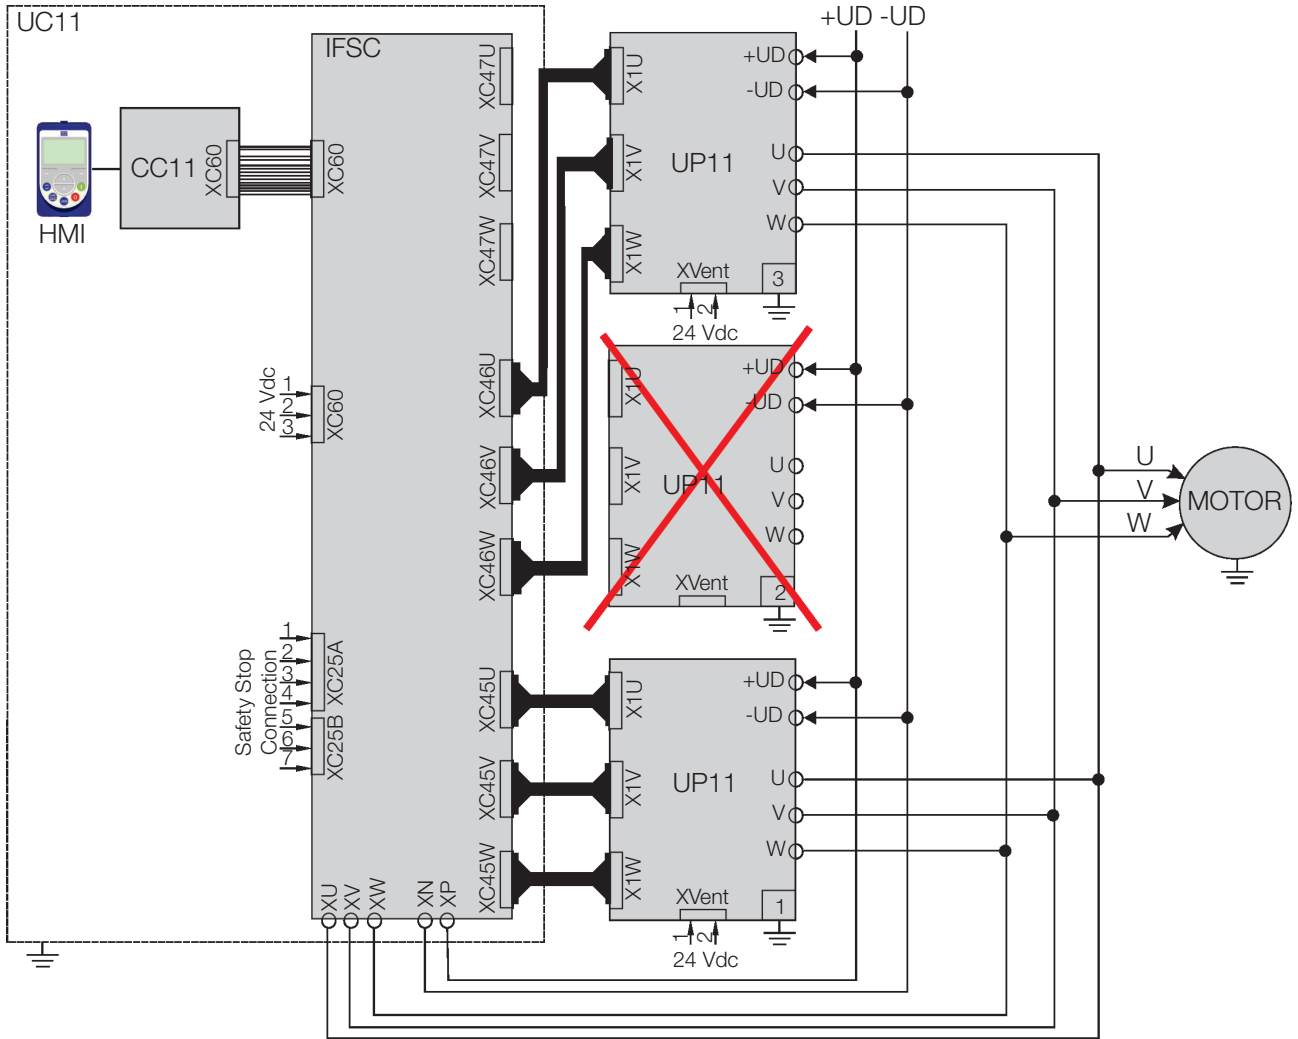 UC11
+UD -UD
IFSC
XC47U
XC47V
XC47W
XC46U
XC46V
XC46W
XC45U
XC45V
XC45W
HMI
CC11
XC60
XC60
24 Vdc
1
2
3
XC60
Safety Stop
Connection
1
2
3
4
5
6
7
XC25A
XC25B
XU
XV
XW
XN
XP
X1U
X1V
X1W
UP11
+UD
-UD
U
V
W
XVent
3
1
2
24 Vdc
X1U
X1V
X1W
UP11
+UD
-UD
U
V
W
XVent
2
X1U
X1V
X1W
UP11
+UD
-UD
U
V
W
XVent
1
1
2
24 Vdc
U
V
W
MOTOR